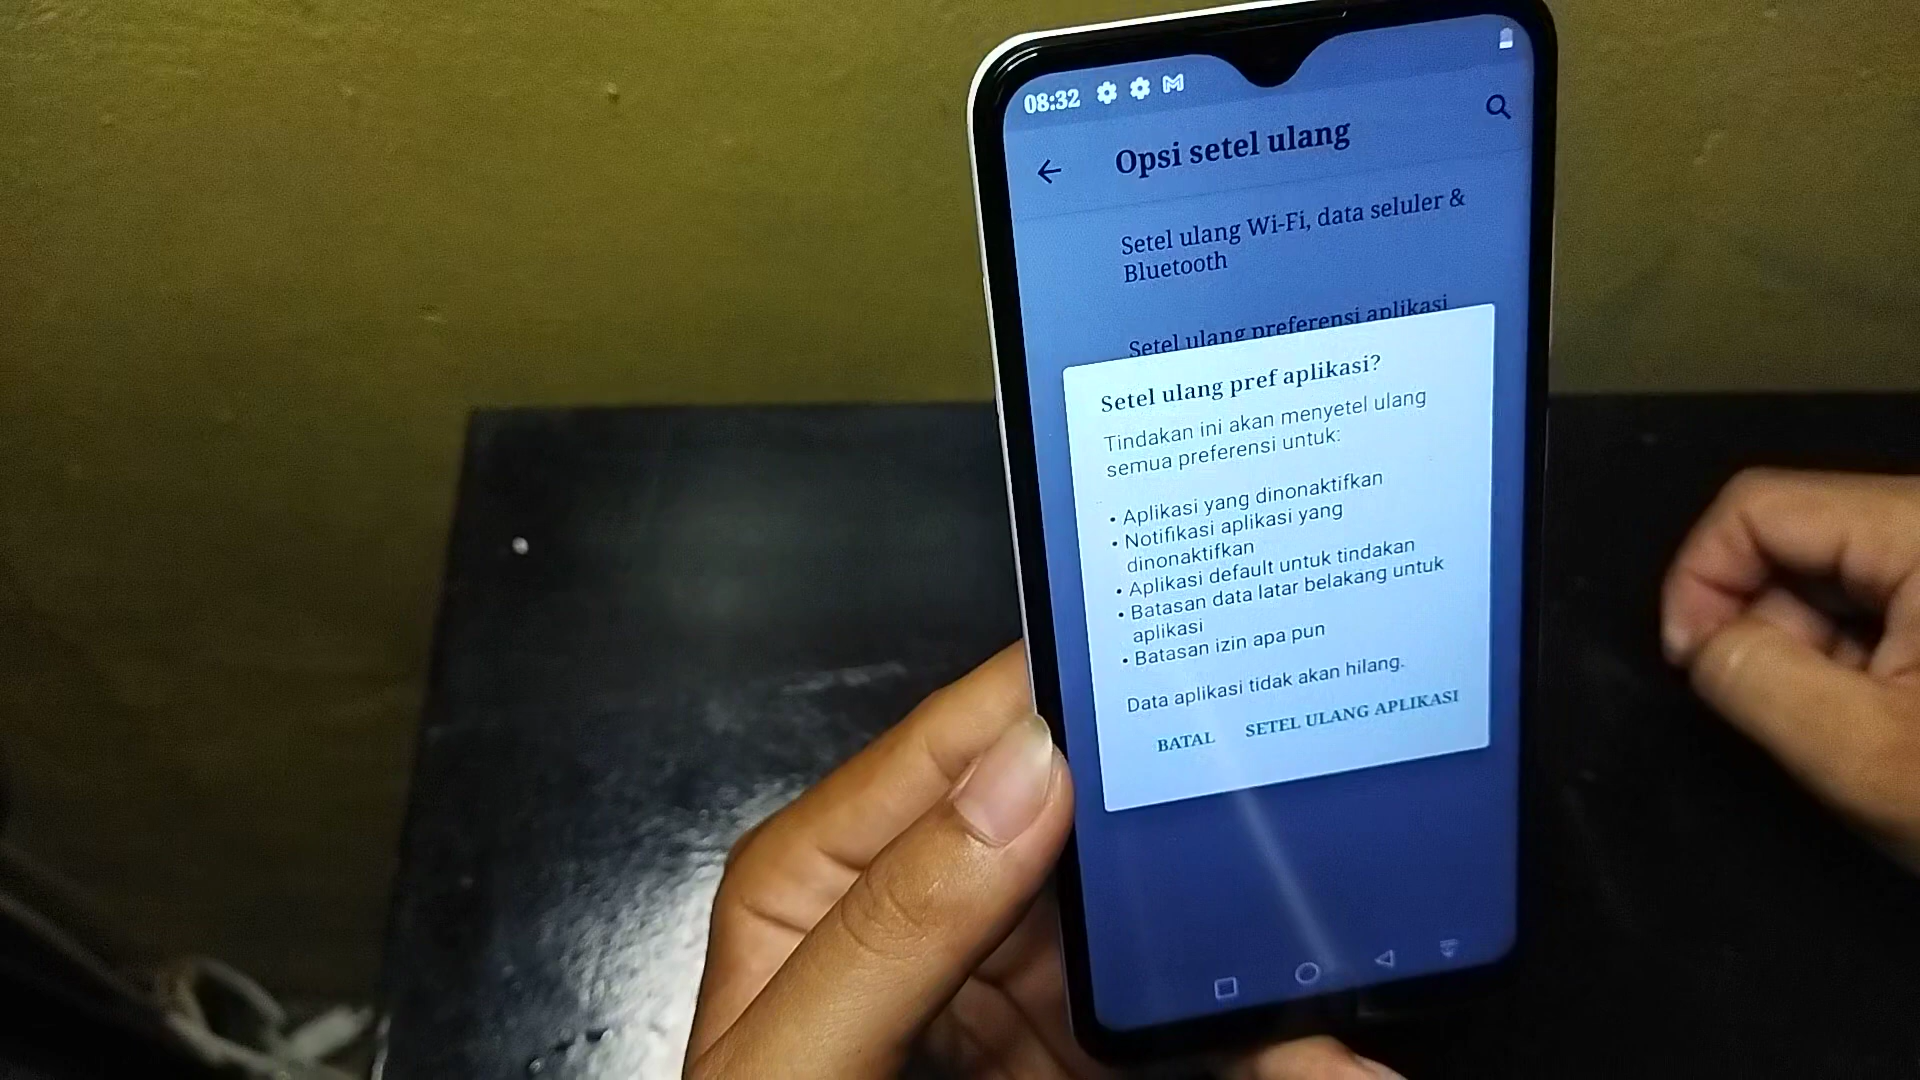 08:32
Opsi setel ulang
Setel ulang Wi-Fi, data seluler &
Bluetooth
Setel ulang preferensi aplikasi
Setel ulang pref aplikasi?
Tindakan ini akan menyetel ulang
semua preferensi untuk:
• Aplikasi yang dinonaktifkan
• Notifikasi aplikasi yang
dinonaktifkan
• Aplikasi default untuk tindakan
• Batasan data latar belakang untuk
aplikasi
• Batasan izin apa pun
Data aplikasi tidak akan hilang.
BATAL SETEL ULANG APLIKASI